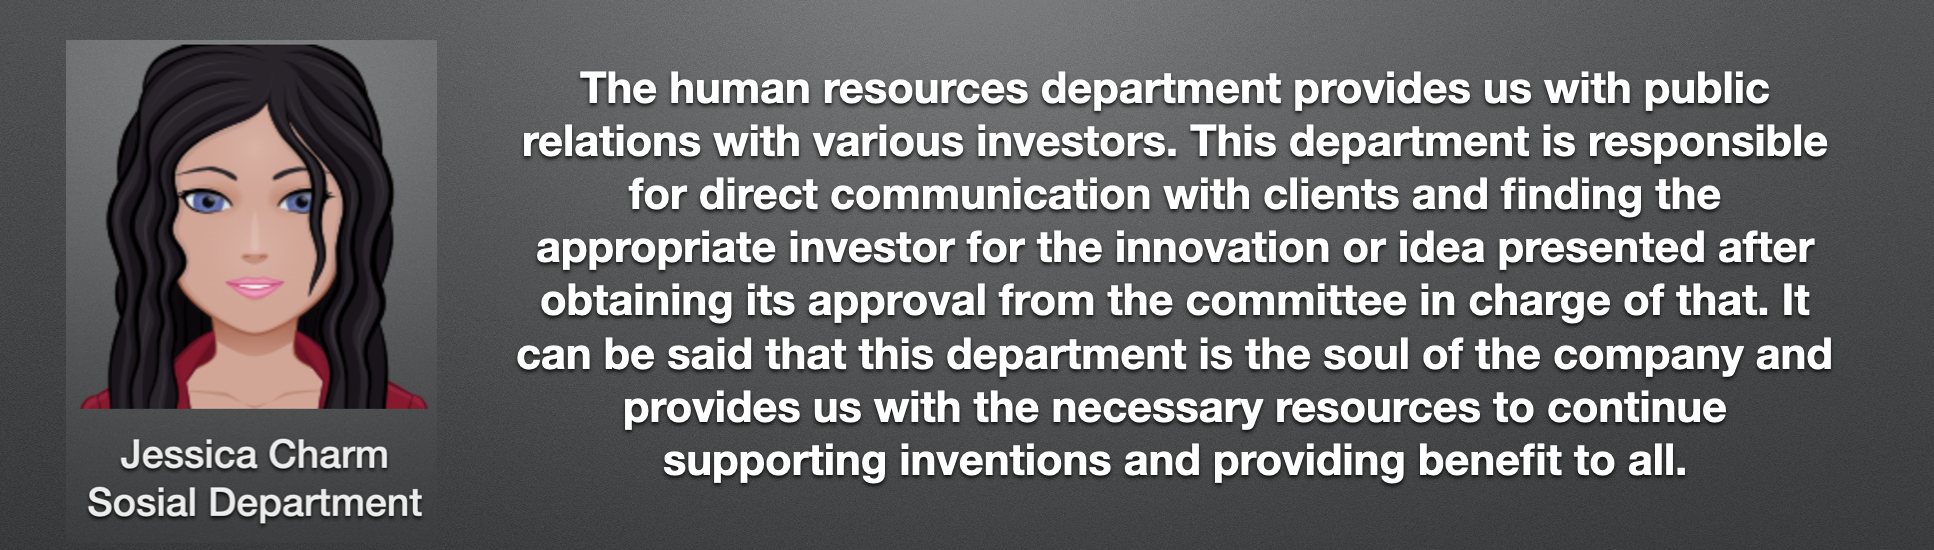 The human resources department provides us with public
relations with various investors. This department is responsible
for direct communication with clients and finding the
appropriate investor for the innovation or idea presented after
obtaining its approval from the committee in charge of that. It
can be said that this department is the soul of the company and
provides us with the necessary resources to continue
supporting inventions and providing benefit to all.
Jessica Charm
Sosial Department